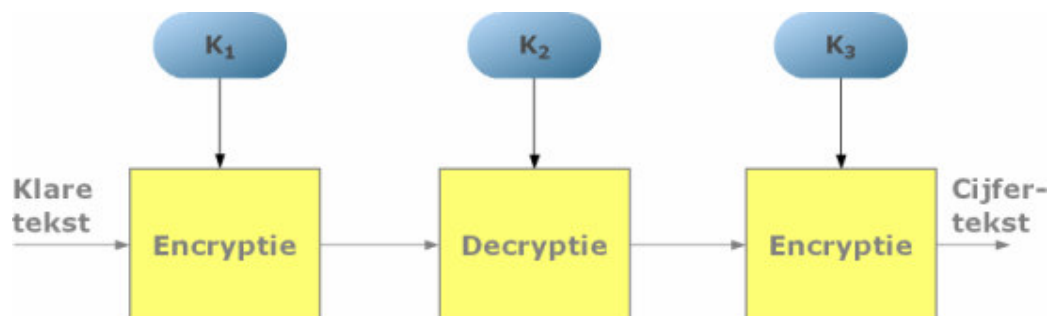 K₁ K₂ K₃
Klare
tekst
Encryptie Decryptie Encryptie
Cijfer-
tekst